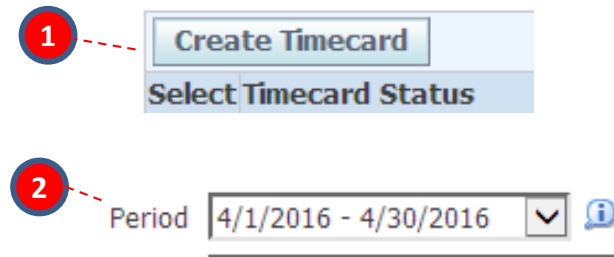 1
Create Timecard
Select Timecard Status
2
Period 4/1/2016 - 4/30/2016